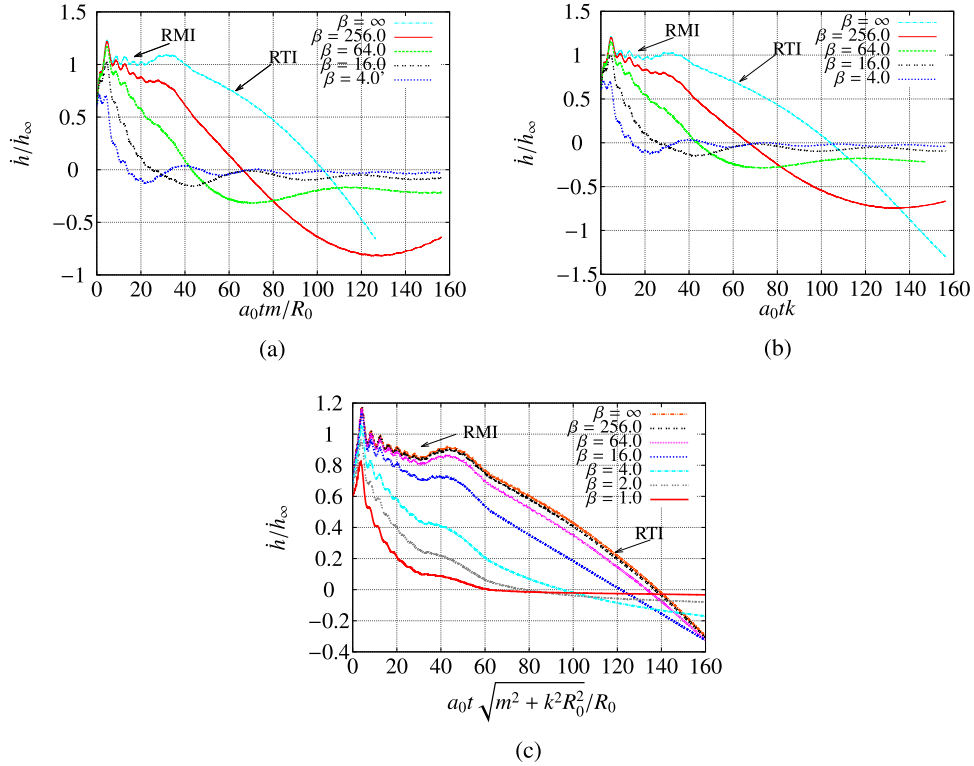 1.5
1
0.5
0
−0.5
−1
ḣ/ḣ∞
0 20 40 60 80 100 120 140 160
a₀tm/R₀
RMI
RTI
β = ∞
β = 256.0
β = 64.0
β = 16.0
β = 4.0’
(a)
1.5
1
0.5
0
−0.5
−1
−1.5
ḣ/ḣ∞
0 20 40 60 80 100 120 140 160
a₀tk
RMI
RTI
β = ∞
β = 256.0
β = 64.0
β = 16.0
β = 4.0
(b)
1.2
1
0.8
0.6
0.4
0.2
0
−0.2
−0.4
ḣ/ḣ∞
0 20 40 60 80 100 120 140 160
a₀t√(m² + k²R₀²)/R₀
RMI
RTI
β = ∞
β = 256.0
β = 64.0
β = 16.0
β = 4.0
β = 2.0
β = 1.0
(c)